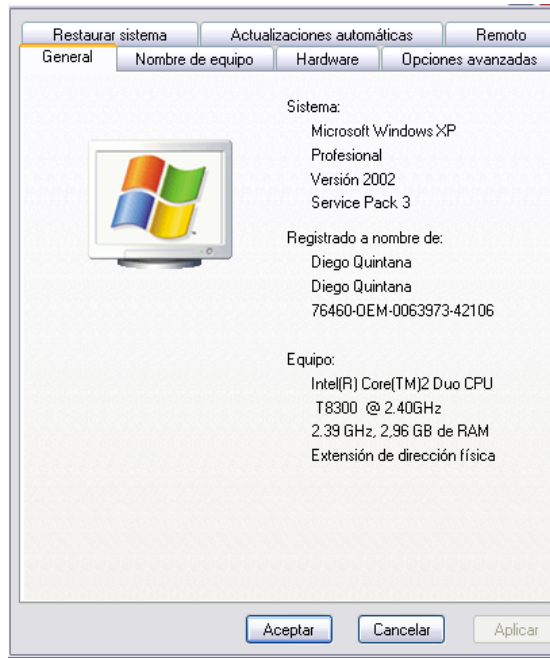 Restaurar sistema
Actualizaciones automáticas
Remoto
General
Nombre de equipo
Hardware
Opciones avanzadas
Sistema:
Microsoft Windows XP
Profesional
Versión 2002
Service Pack 3
Registrado a nombre de:
Diego Quintana
Diego Quintana
76460-OEM-0063973-42106
Equipo:
Intel(R) Core(TM)2 Duo CPU
T8300 @ 2.40GHz
2.39 GHz, 2,96 GB de RAM
Extensión de dirección física
Aceptar
Cancelar
Aplicar